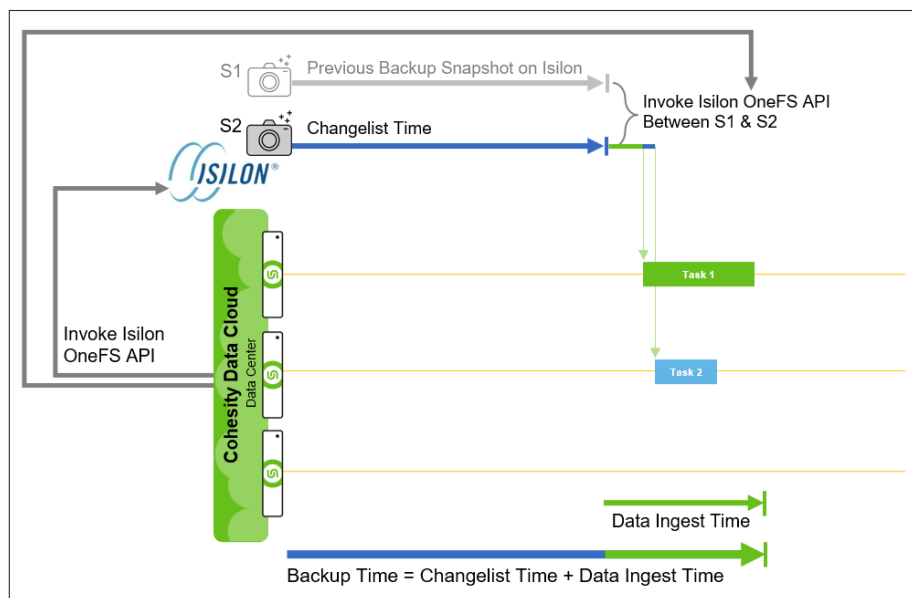 S1
Previous Backup Snapshot on Isilon
Invoke Isilon OneFS API
Between S1 & S2
S2
Changelist Time
ISILON®
Task 1
Invoke Isilon
OneFS API
Cohesity Data Cloud
Data Center
Task 2
Data Ingest Time
Backup Time = Changelist Time + Data Ingest Time